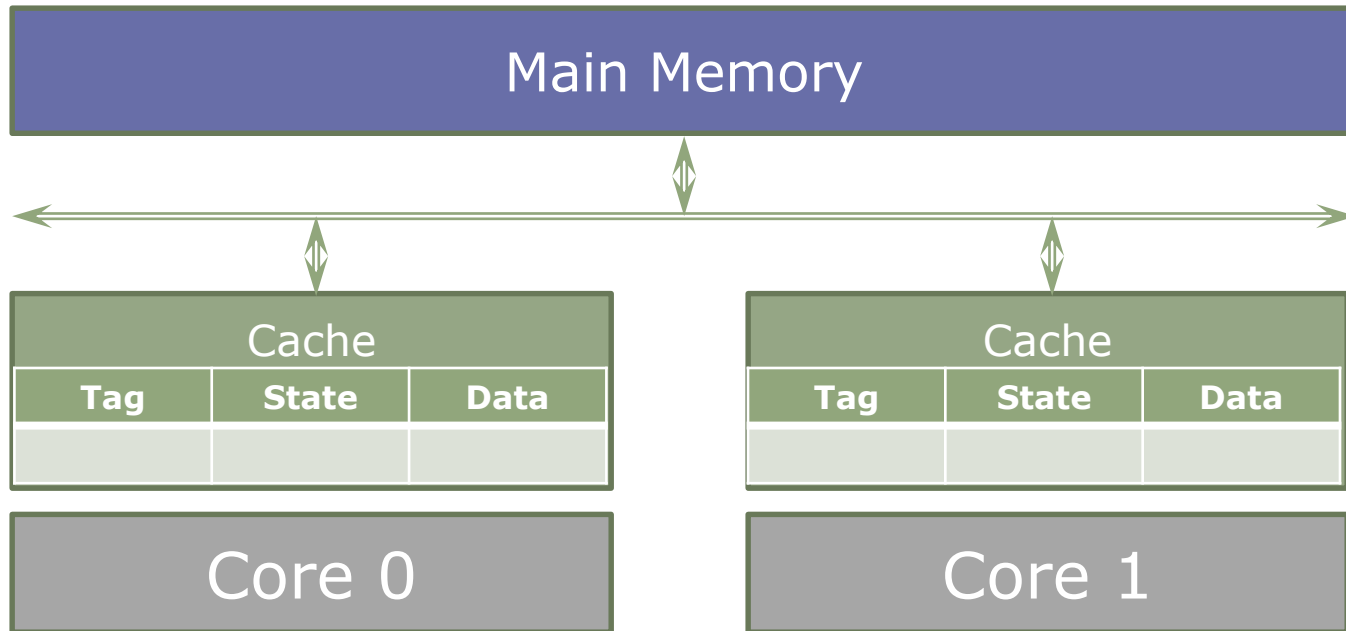 Main Memory
Cache
Tag State Data
Core 0
Cache
Tag State Data
Core 1